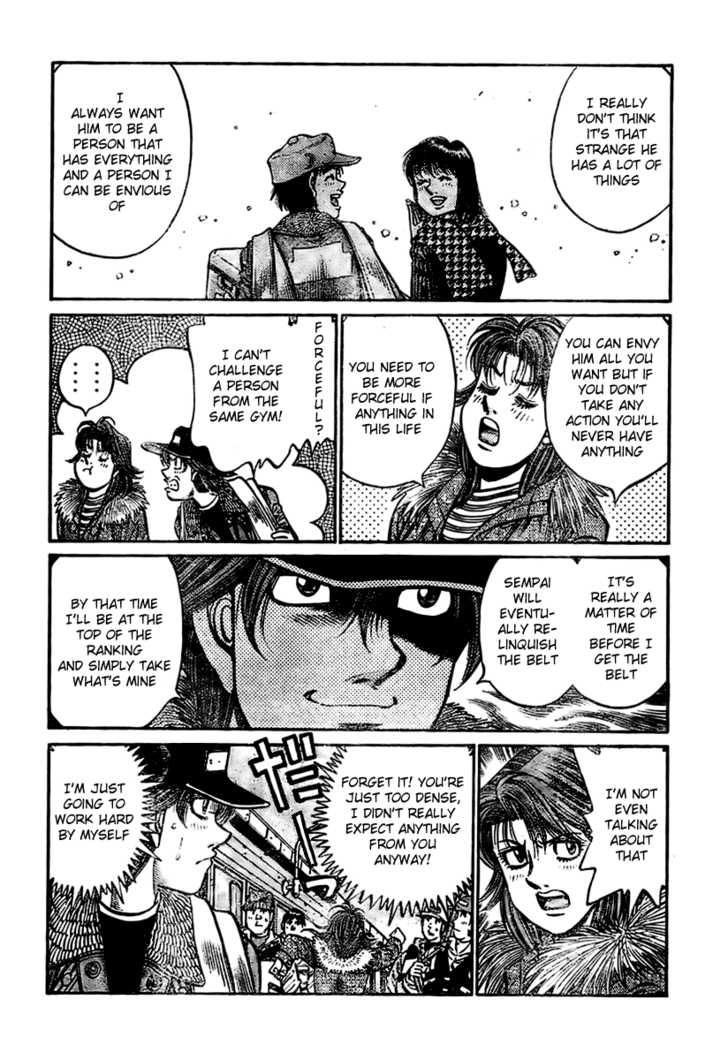 I REALLY
DON'T THINK
IT'S THAT
STRANGE HE
HAS A LOT OF
THINGS
I
ALWAYS WANT
HIM TO BE A
PERSON THAT
HAS EVERYTHING
AND A PERSON I
CAN BE ENVIOUS
OF
YOU CAN ENVY
HIM ALL YOU
WANT BUT IF
YOU DON'T
TAKE ANY
ACTION YOU'LL
NEVER HAVE
ANYTHING
YOU NEED TO
BE MORE
FORCEFUL IF
ANYTHING IN
THIS LIFE
FORCEFUL?
I CAN'T
CHALLENGE
A PERSON
FROM THE
SAME GYM!
......
IT'S
REALLY A
MATTER OF
TIME
BEFORE I
GET THE
BELT
SEMPAI
WILL
EVENTU-
ALLY RE-
LINQUISH
THE BELT
BY THAT TIME
I'LL BE AT THE
TOP OF THE
RANKING
AND SIMPLY TAKE
WHAT'S MINE
I'M NOT
EVEN
TALKING
ABOUT
THAT
FORGET IT! YOU'RE
JUST TOO DENSE,
I DIDN'T REALLY
EXPECT ANYTHING
FROM YOU
ANYWAY!
I'M JUST
GOING TO
WORK HARD
BY MYSELF